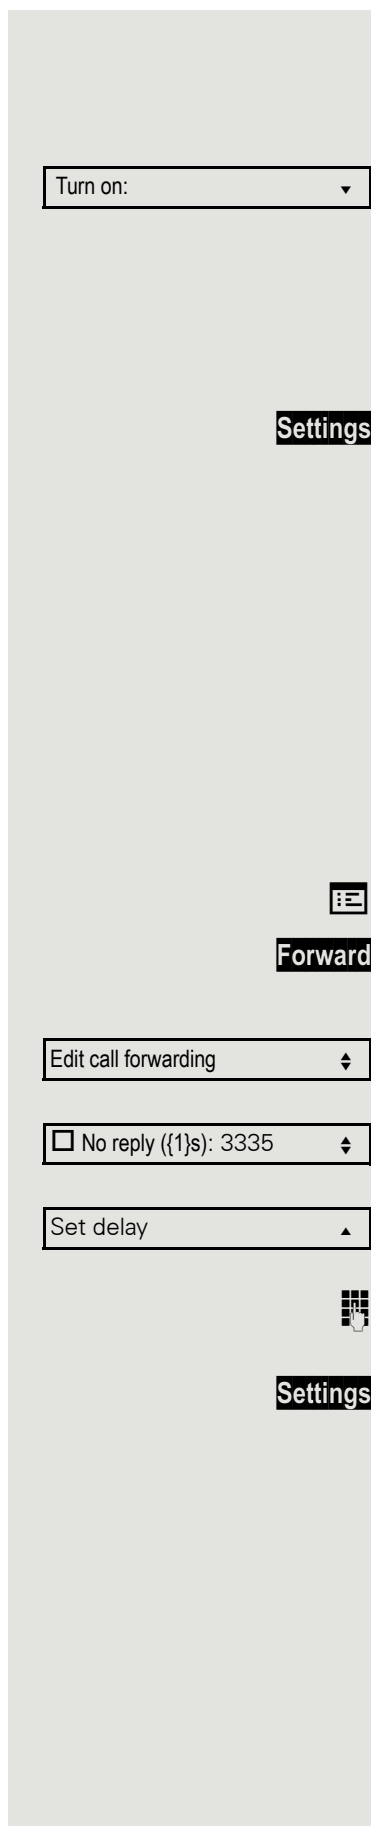 Turn on:
Settings
Forward
Edit call forwarding
No reply ({1}s): 3335
Set delay
Settings